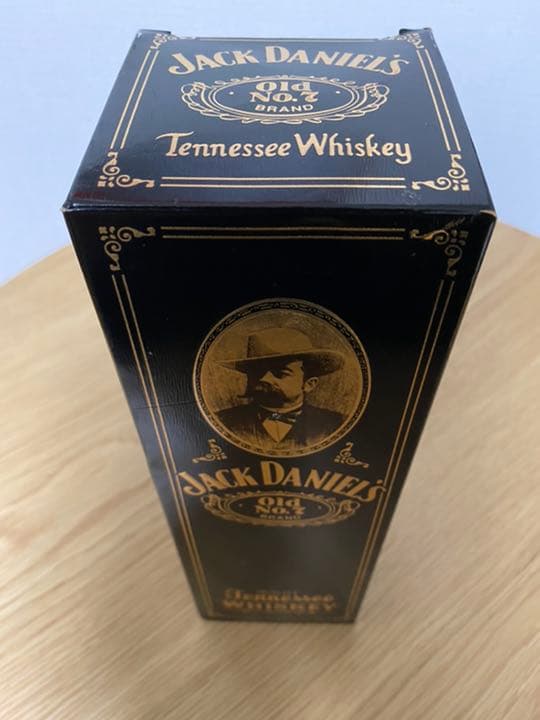 JACK DANIEL'S
Old
No. 7
BRAND
Tennessee Whiskey
JACK DANIEL'S
Old
No. 7
BRAND
Tennessee
WHISKEY